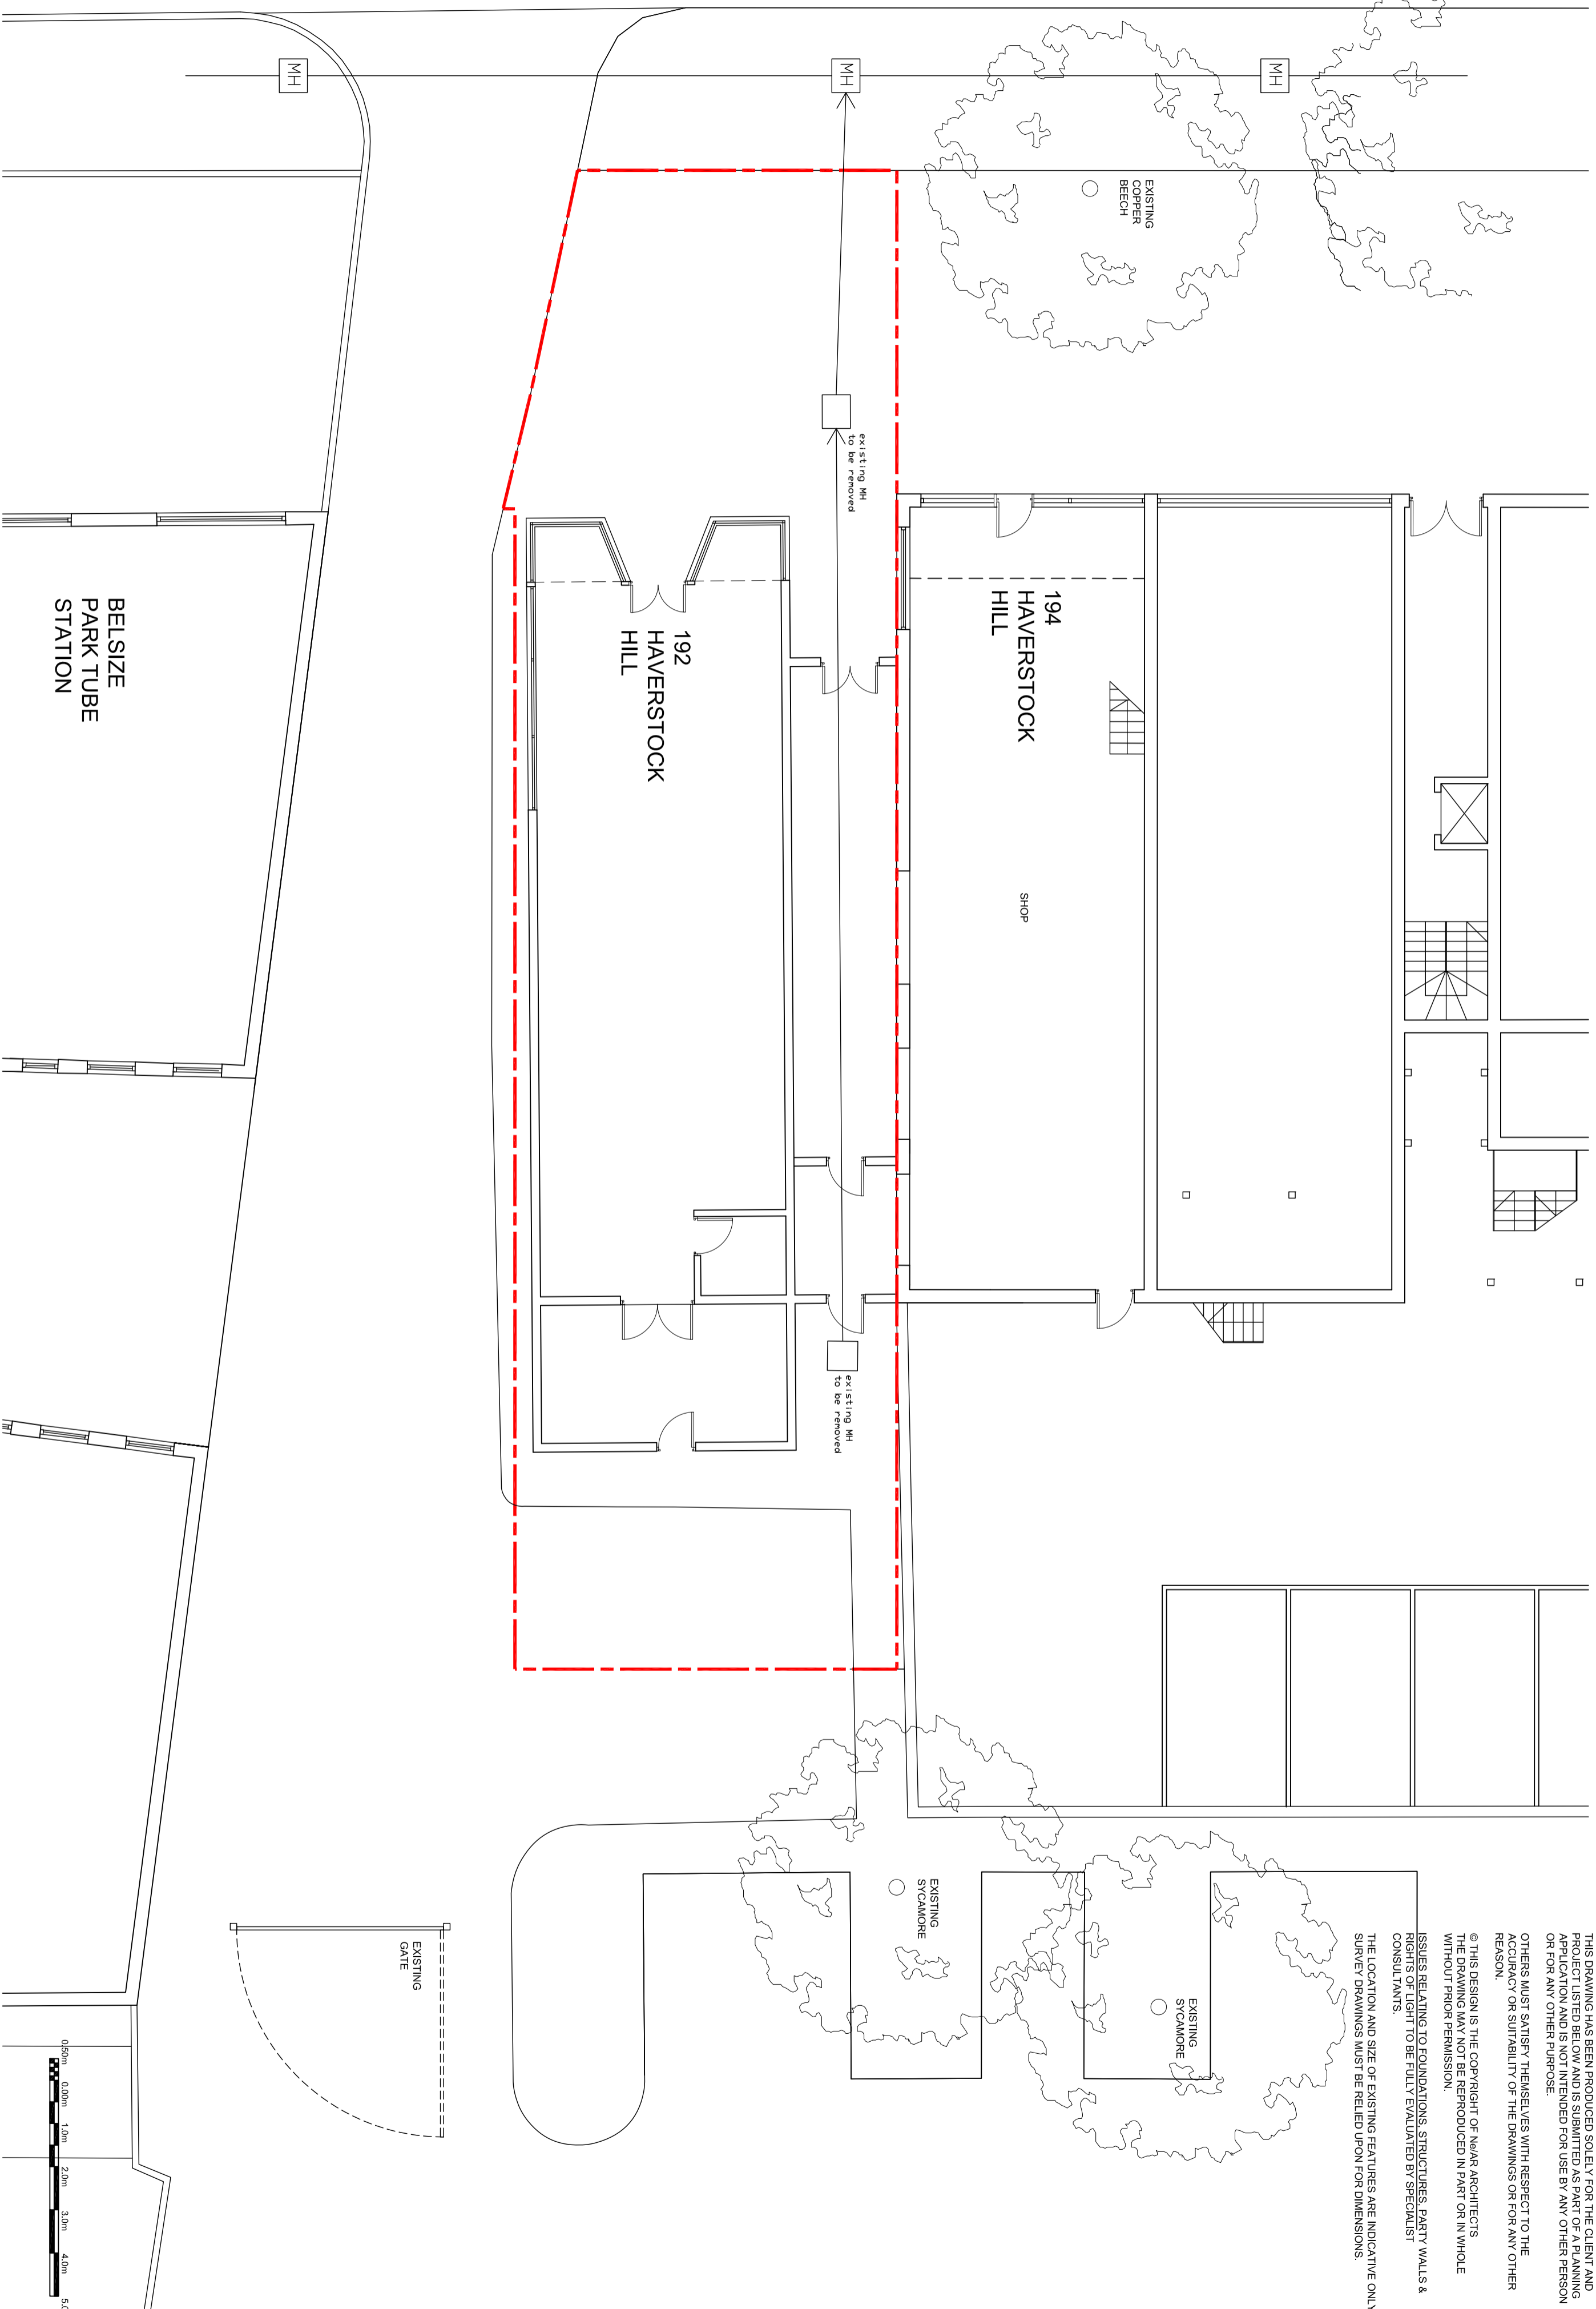 THIS DRAWING HAS BEEN PRODUCED SOLELY FOR THE CLIENT AND
PROJECT LISTED BELOW AND IS SUBMITTED AS PART OF A PLANNING
APPLICATION AND IS NOT INTENDED FOR USE BY ANY OTHER PERSON
OR FOR ANY OTHER PURPOSE.
OTHERS MUST SATISFY THEMSELVES WITH RESPECT TO THE
ACCURACY OR SUITABILITY OF THE DRAWINGS OR FOR ANY OTHER
REASON.
© THIS DESIGN IS THE COPYRIGHT OF Ne/AR ARCHITECTS
THE DRAWING MAY NOT BE REPRODUCED IN PART OR IN WHOLE
WITHOUT PRIOR PERMISSION.
ISSUES RELATING TO FOUNDATIONS, STRUCTURES, PARTY WALLS &
RIGHTS OF LIGHT TO BE FULLY EVALUATED BY SPECIALIST
CONSULTANTS.
THE LOCATION AND SIZE OF EXISTING FEATURES ARE INDICATIVE ONLY
SURVEY DRAWINGS MUST BE RELIED UPON FOR DIMENSIONS.
MH
MH
MH
EXISTING
COPPER
BEECH
existing MH
to be removed
194
HAVERSTOCK
HILL
SHOP
192
HAVERSTOCK
HILL
BELSIZE
PARK TUBE
STATION
existing MH
to be removed
EXISTING
SYCAMORE
EXISTING
SYCAMORE
EXISTING
GATE
0.50m 0.00m 1.0m 2.0m 3.0m 4.0m 5.0